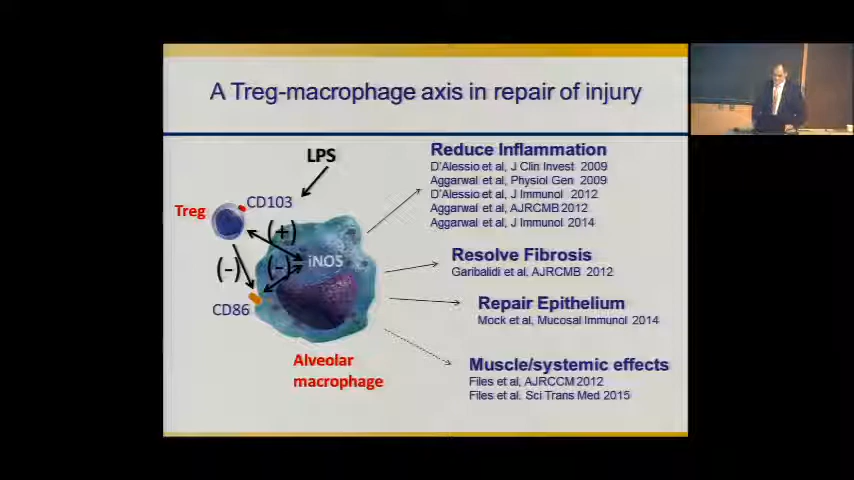 A Treg-macrophage axis in repair of injury
LPS
CD103
Treg
(+)
iNOS
(-)
(-)
CD86
Alveolar
macrophage
Reduce Inflammation
D'Alessio et al, J Clin Invest 2009
Aggarwal et al, Physiol Gen 2009
D'Alessio et al, J Immunol 2012
Aggarwal et al, AJRCMB 2012
Aggarwal et al, J Immunol 2014
Resolve Fibrosis
Garibaldi et al, AJRCMB 2012
Repair Epithelium
Mock et al, Mucosal Immunol 2014
Muscle/systemic effects
Files et al, AJRCCM 2012
Files et al. Sci Trans Med 2015